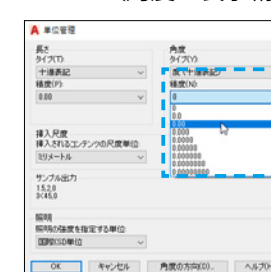 単位管理
長さ
タイプ(T):
十進表記
精度(P):
0.00
角度
タイプ(Y):
度(十進表記)
精度(N):
0
0
0.0
0.00
0.000
0.0000
0.00000
0.000000
0.0000000
0.00000000
挿入尺度
挿入されるコンテンツの尺度単位:
ミリメートル
サンプル出力
1.5,2,0
3<45,0
照明
照明の強度を指定する単位:
国際(SI)単位
OK
キャンセル
角度の方向(D)...
ヘルプ(H)